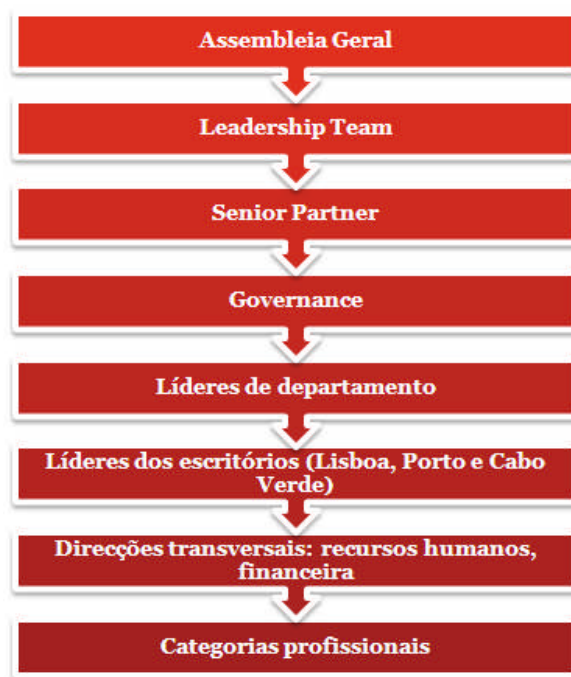 Assembleia Geral
Leadership Team
Senior Partner
Governance
Líderes de departamento
Líderes dos escritórios (Lisboa, Porto e Cabo
Verde)
Direcções transversais: recursos humanos,
financeira
Categorias profissionais